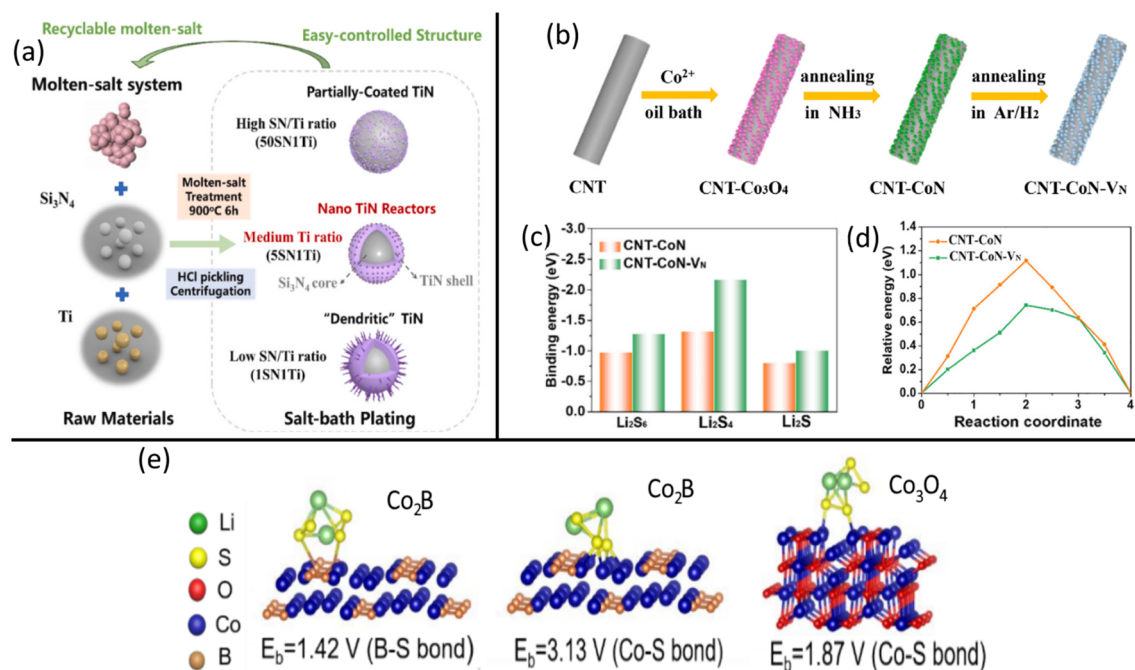 (a)
Recyclable molten-salt
Easy-controlled Structure
Molten-salt system
Si₃N₄
Ti
Raw Materials
Molten-salt
Treatment
900°C 6h
HCl pickling
Centrifugation
Partially-Coated TiN
High SN/Ti ratio
(50SN1Ti)
Nano TiN Reactors
Medium Ti ratio
(5SN1Ti)
Si₃N₄ core
TiN shell
"Dendritic" TiN
Low SN/Ti ratio
(1SN1Ti)
Salt-bath Plating
(b)
Co²⁺
oil bath
annealing
in NH₃
annealing
in Ar/H₂
CNT
CNT-Co₃O₄
CNT-CoN
CNT-CoN-V_N
(c)
Binding energy (eV)
-3.0
-2.5
-2.0
-1.5
-1.0
-0.5
-0.0
CNT-CoN
CNT-CoN-V_N
Li₂S₆
Li₂S₄
Li₂S
(d)
Relative energy (eV)
1.4
1.2
1.0
0.8
0.6
0.4
0.2
0.0
CNT-CoN
CNT-CoN-V_N
0
1
2
3
4
Reaction coordinate
(e)
Li
S
O
Co
B
Co₂B
E_b=1.42 V (B-S bond)
Co₂B
E_b=3.13 V (Co-S bond)
Co₃O₄
E_b=1.87 V (Co-S bond)